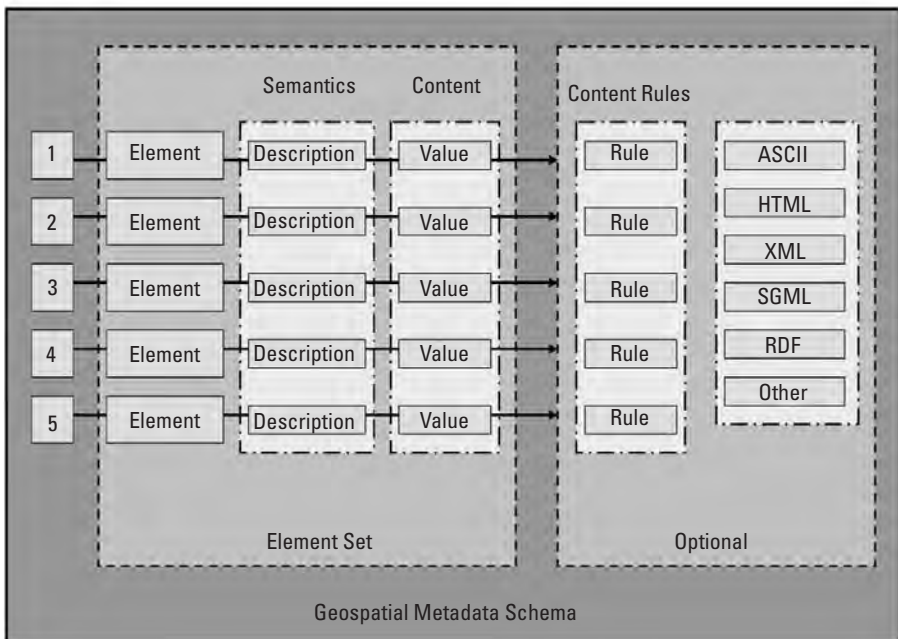 Semantics Content Content Rules
1 Element Description Value Rule ASCII
2 Element Description Value Rule HTML
3 Element Description Value Rule XML
4 Element Description Value Rule SGML
5 Element Description Value Rule RDF
Other
Element Set Optional
Geospatial Metadata Schema